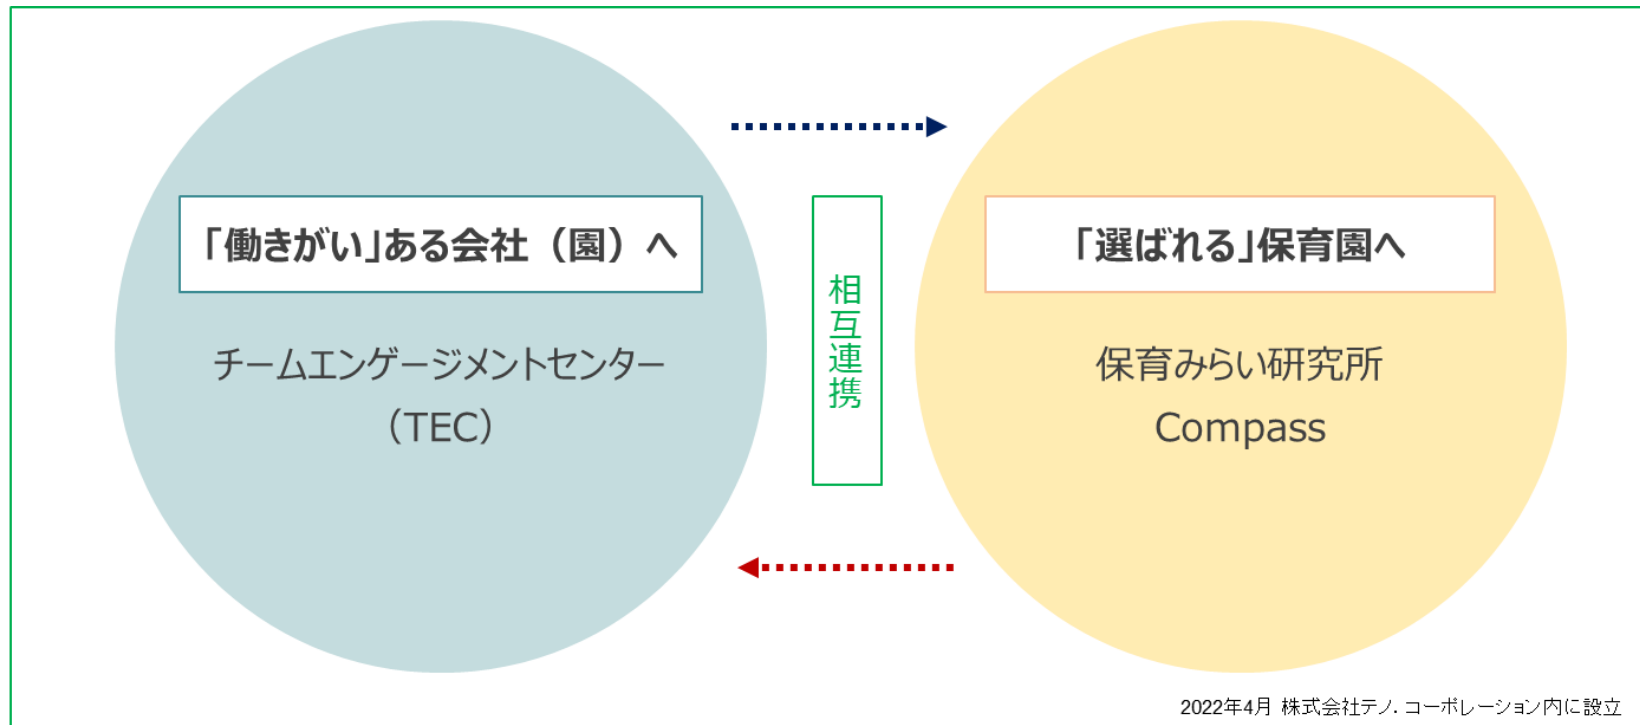 「働きがい」ある会社（園）へ
チームエンゲージメントセンター
（TEC）
相互連携
「選ばれる」保育園へ
保育みらい研究所
Compass
2022年4月 株式会社テノ. コーポレーション内に設立